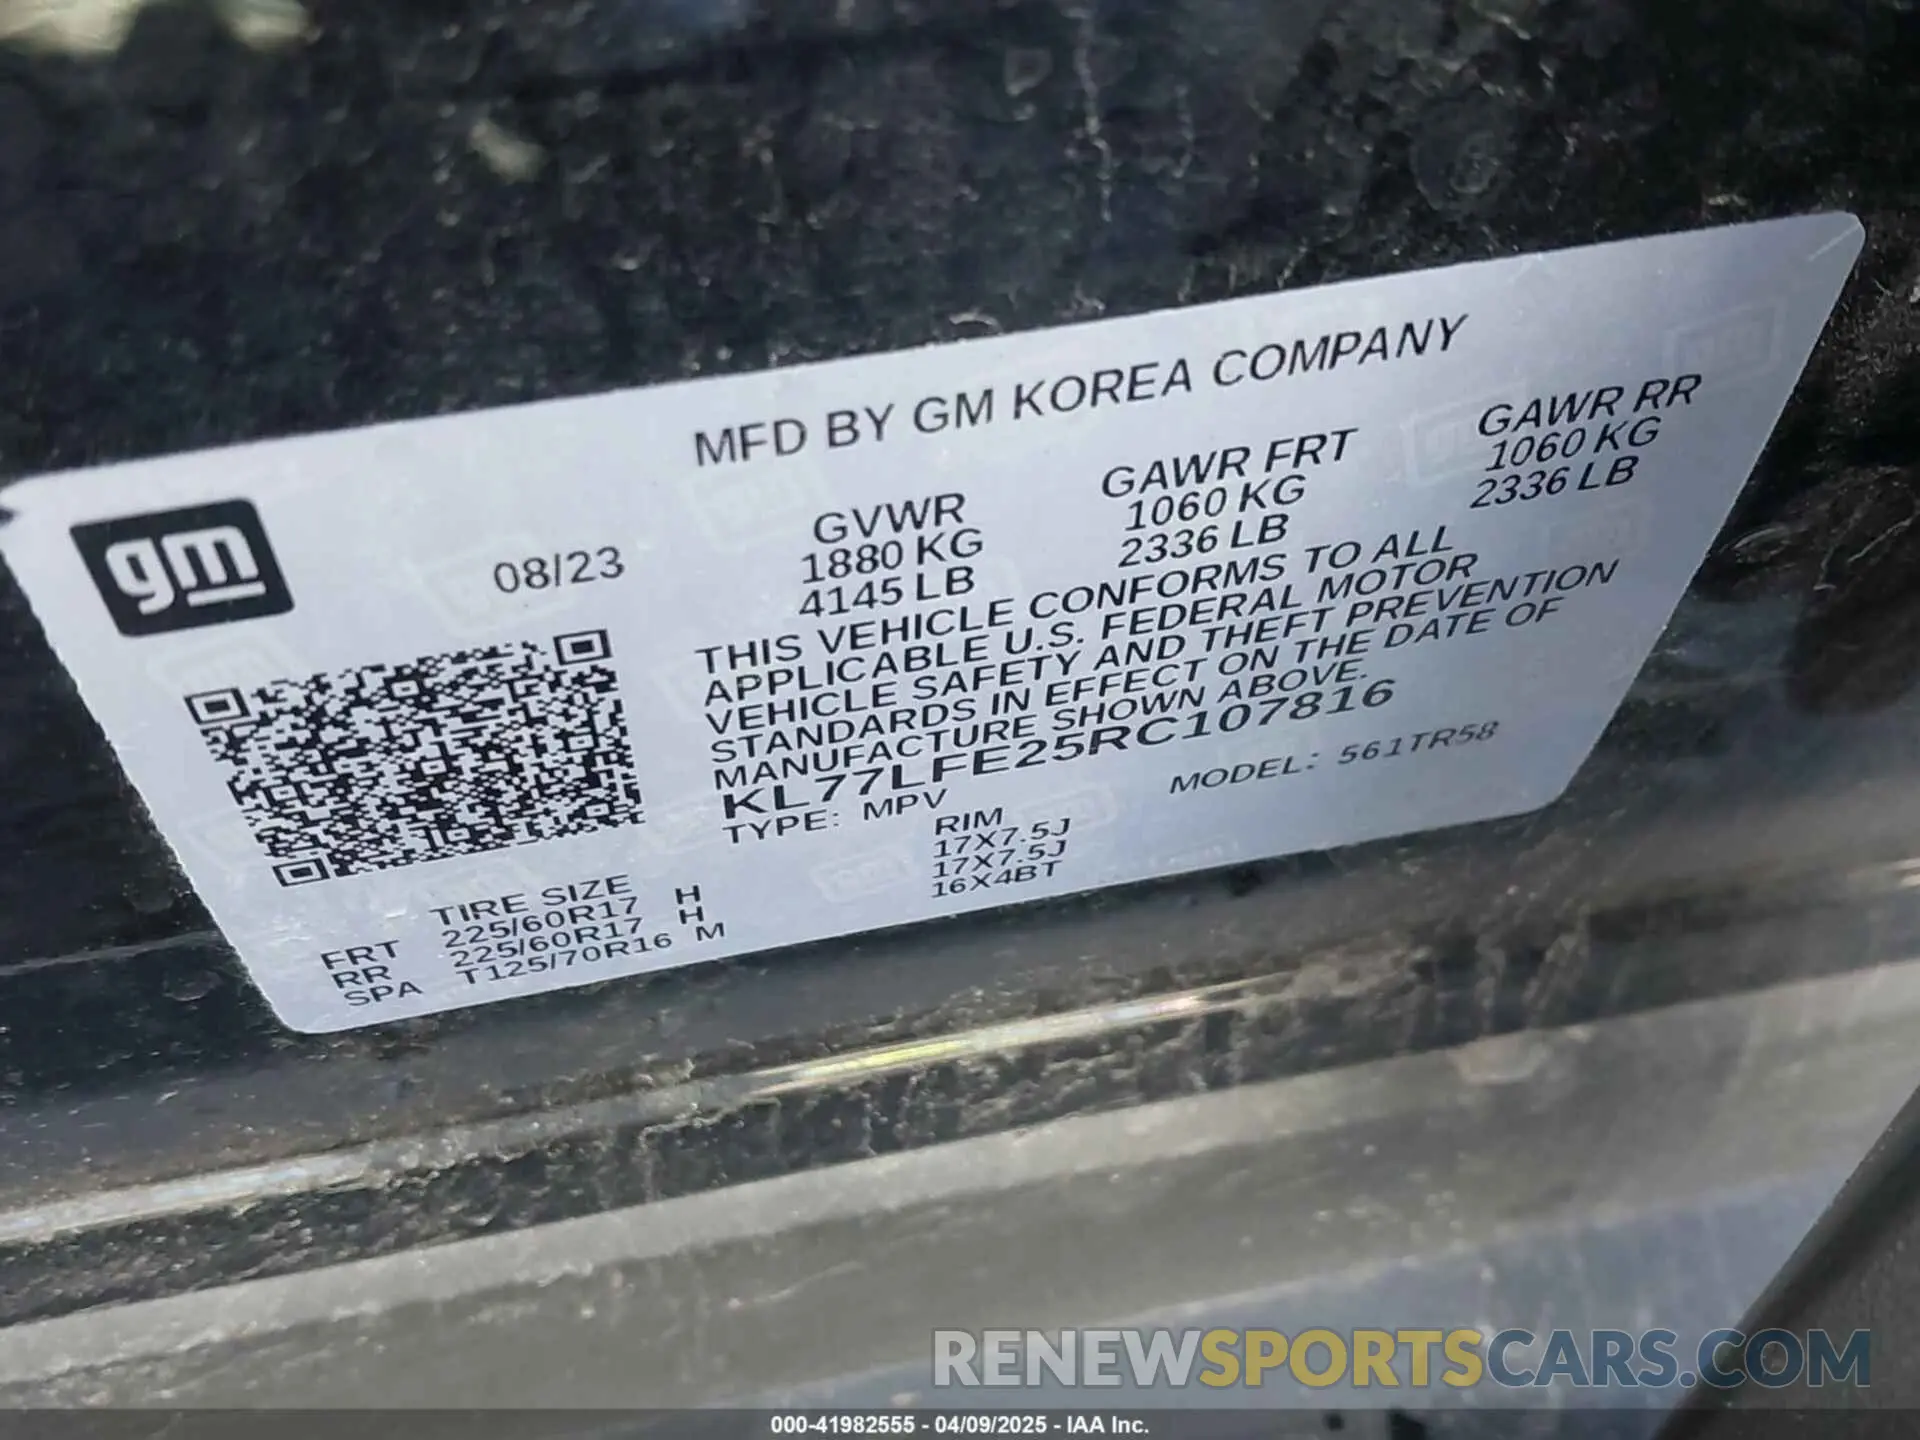 MFD BY GM KOREA COMPANY
gm
08/23
GVWR GAWR FRT GAWR RR
1880 KG 1060 KG 1060 KG
4145 LB 2336 LB 2336 LB
THIS VEHICLE CONFORMS TO ALL
APPLICABLE U.S. FEDERAL MOTOR
VEHICLE SAFETY AND THEFT PREVENTION
STANDARDS IN EFFECT ON THE DATE OF
MANUFACTURE SHOWN ABOVE.
KL77LFE25RC107816
TYPE: MPV MODEL: 561TR58
TIRE SIZE RIM
FRT 225/60R17 H 17X7.5J
RR 225/60R17 H 17X7.5J
SPA T125/70R16 M 16X4BT
RENEWSPORTSCARS.COM
000-41982555 - 04/09/2025 - IAA Inc.